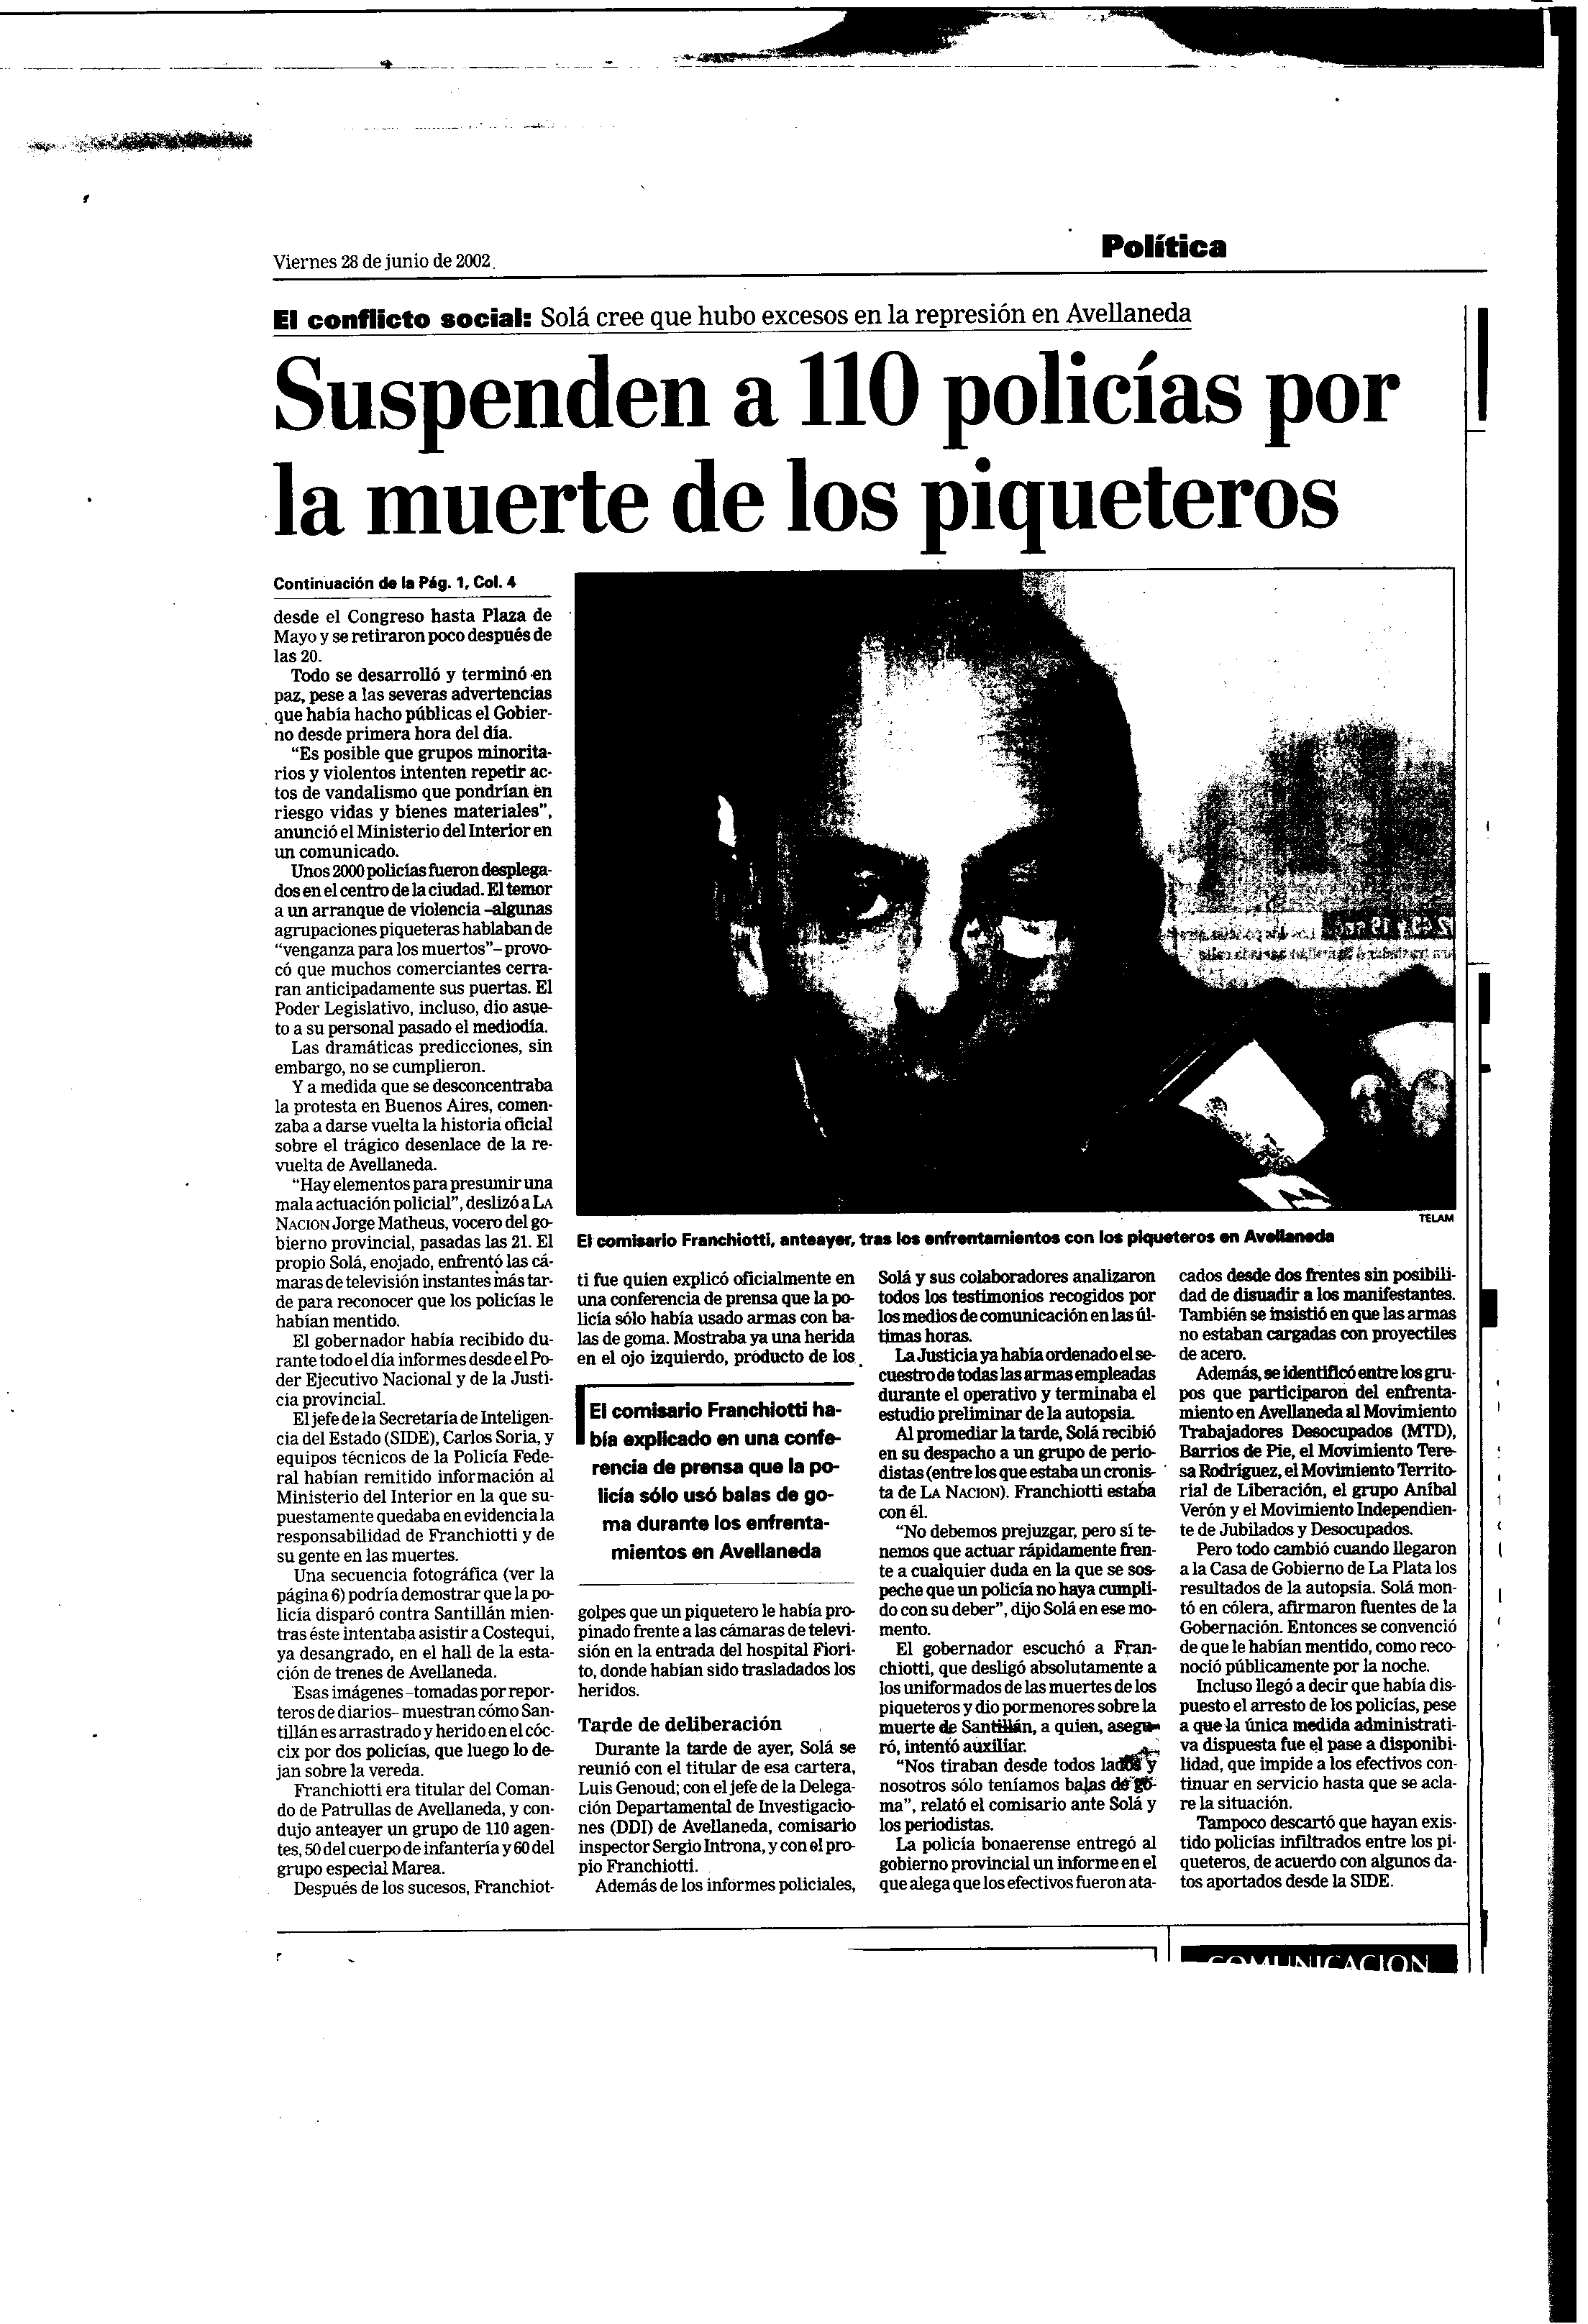 Viernes 28 de junio de 2002
Política
El conflicto social: Solá cree que hubo excesos en la represión en Avellaneda
Suspenden a 110 policías por
la muerte de los piqueteros
Continuación de la Pág. 1, Col. 4
desde el Congreso hasta Plaza de
Mayo y se retiraron poco después de
las 20.
Todo se desarrolló y terminó en
paz, pese a las severas advertencias
que había hacho públicas el Gobier-
no desde primera hora del día.
“Es posible que grupos minorita-
rios y violentos intenten repetir ac-
tos de vandalismo que pondrían en
riesgo vidas y bienes materiales”,
anunció el Ministerio del Interior en
un comunicado.
Unos 2000 policías fueron desplega-
dos en el centro de la ciudad. El temor
a un arranque de violencia –algunas
agrupaciones piqueteras hablaban de
“venganza para los muertos”– provo-
có que muchos comerciantes cerra-
ran anticipadamente sus puertas. El
Poder Legislativo, incluso, dio asue-
to a su personal pasado el mediodía.
Las dramáticas predicciones, sin
embargo, no se cumplieron.
Y a medida que se desconcentraba
la protesta en Buenos Aires, comen-
zaba a darse vuelta la historia oficial
sobre el trágico desenlace de la re-
vuelta de Avellaneda.
“Hay elementos para presumir una
mala actuación policial”, deslizó a LA
NACION Jorge Matheus, vocero del go-
bierno provincial, pasadas las 21. El
propio Solá, enojado, enfrentó las cá-
maras de televisión instantes más tar-
de para reconocer que los policías le
habían mentido.
El gobernador había recibido du-
rante todo el día informes desde el Po-
der Ejecutivo Nacional y de la Justi-
cia provincial.
El jefe de la Secretaría de Inteligen-
cia del Estado (SIDE), Carlos Soria, y
equipos técnicos de la Policía Fede-
ral habían remitido información al
Ministerio del Interior en la que su-
puestamente quedaba en evidencia la
responsabilidad de Franchiotti y de
su gente en las muertes.
Una secuencia fotográfica (ver la
página 6) podría demostrar que la po-
licía disparó contra Santillán mien-
tras éste intentaba asistir a Costequi,
ya desangrado, en el hall de la esta-
ción de trenes de Avellaneda.
Esas imágenes –tomadas por repor-
teros de diarios– muestran cómo San-
tillán es arrastrado y herido en el cóc-
cix por dos policías, que luego lo de-
jan sobre la vereda.
Franchiotti era titular del Coman-
do de Patrullas de Avellaneda, y con-
dujo anteayer un grupo de 110 agen-
tes, 50 del cuerpo de infantería y 60 del
grupo especial Marea.
Después de los sucesos, Franchiot-
TELAM
El comisario Franchiotti, anteayer, tras los enfrentamientos con los piqueteros en Avellaneda
ti fue quien explicó oficialmente en
una conferencia de prensa que la po-
licía sólo había usado armas con ba-
las de goma. Mostraba ya una herida
en el ojo izquierdo, producto de los
El comisario Franchiotti ha-
bía explicado en una confe-
rencia de prensa que la po-
licía sólo usó balas de go-
ma durante los enfrenta-
mientos en Avellaneda
golpes que un piquetero le había pro-
pinado frente a las cámaras de televi-
sión en la entrada del hospital Fiori-
to, donde habían sido trasladados los
heridos.
Tarde de deliberación
Durante la tarde de ayer, Solá se
reunió con el titular de esa cartera,
Luis Genoud; con el jefe de la Delega-
ción Departamental de Investigacio-
nes (DDI) de Avellaneda, comisario
inspector Sergio Introna, y con el pro-
pio Franchiotti.
Además de los informes policiales,
Solá y sus colaboradores analizaron
todos los testimonios recogidos por
los medios de comunicación en las úl-
timas horas.
La Justicia ya había ordenado el se-
cuestro de todas las armas empleadas
durante el operativo y terminaba el
estudio preliminar de la autopsia.
Al promediar la tarde, Solá recibió
en su despacho a un grupo de perio-
distas (entre los que estaba un cronis-
ta de LA NACION). Franchiotti estaba
con él.
“No debemos prejuzgar, pero sí te-
nemos que actuar rápidamente fren-
te a cualquier duda en la que se sos-
peche que un policía no haya cumpli-
do con su deber”, dijo Solá en ese mo-
mento.
El gobernador escuchó a Fran-
chiotti, que desligó absolutamente a
los uniformados de las muertes de los
piqueteros y dio pormenores sobre la
muerte de Santillán, a quien, asegu-
ró, intentó auxiliar.
“Nos tiraban desde todos lados y
nosotros sólo teníamos balas de go-
ma”, relató el comisario ante Solá y
los periodistas.
La policía bonaerense entregó al
gobierno provincial un informe en el
que alega que los efectivos fueron ata-
cados desde dos frentes sin posibili-
dad de disuadir a los manifestantes.
También se insistió en que las armas
no estaban cargadas con proyectiles
de acero.
Además, se identificó entre los gru-
pos que participaron del enfrenta-
miento en Avellaneda al Movimiento
Trabajadores Desocupados (MTD),
Barrios de Pie, el Movimiento Tere-
sa Rodríguez, el Movimiento Territo-
rial de Liberación, el grupo Aníbal
Verón y el Movimiento Independien-
te de Jubilados y Desocupados.
Pero todo cambió cuando llegaron
a la Casa de Gobierno de La Plata los
resultados de la autopsia. Solá mon-
tó en cólera, afirmaron fuentes de la
Gobernación. Entonces se convenció
de que le habían mentido, como reco-
noció públicamente por la noche.
Incluso llegó a decir que había dis-
puesto el arresto de los policías, pese
a que la única medida administrati-
va dispuesta fue el pase a disponibi-
lidad, que impide a los efectivos con-
tinuar en servicio hasta que se acla-
re la situación.
Tampoco descartó que hayan exis-
tido policías infiltrados entre los pi-
queteros, de acuerdo con algunos da-
tos aportados desde la SIDE.
COMUNICACION